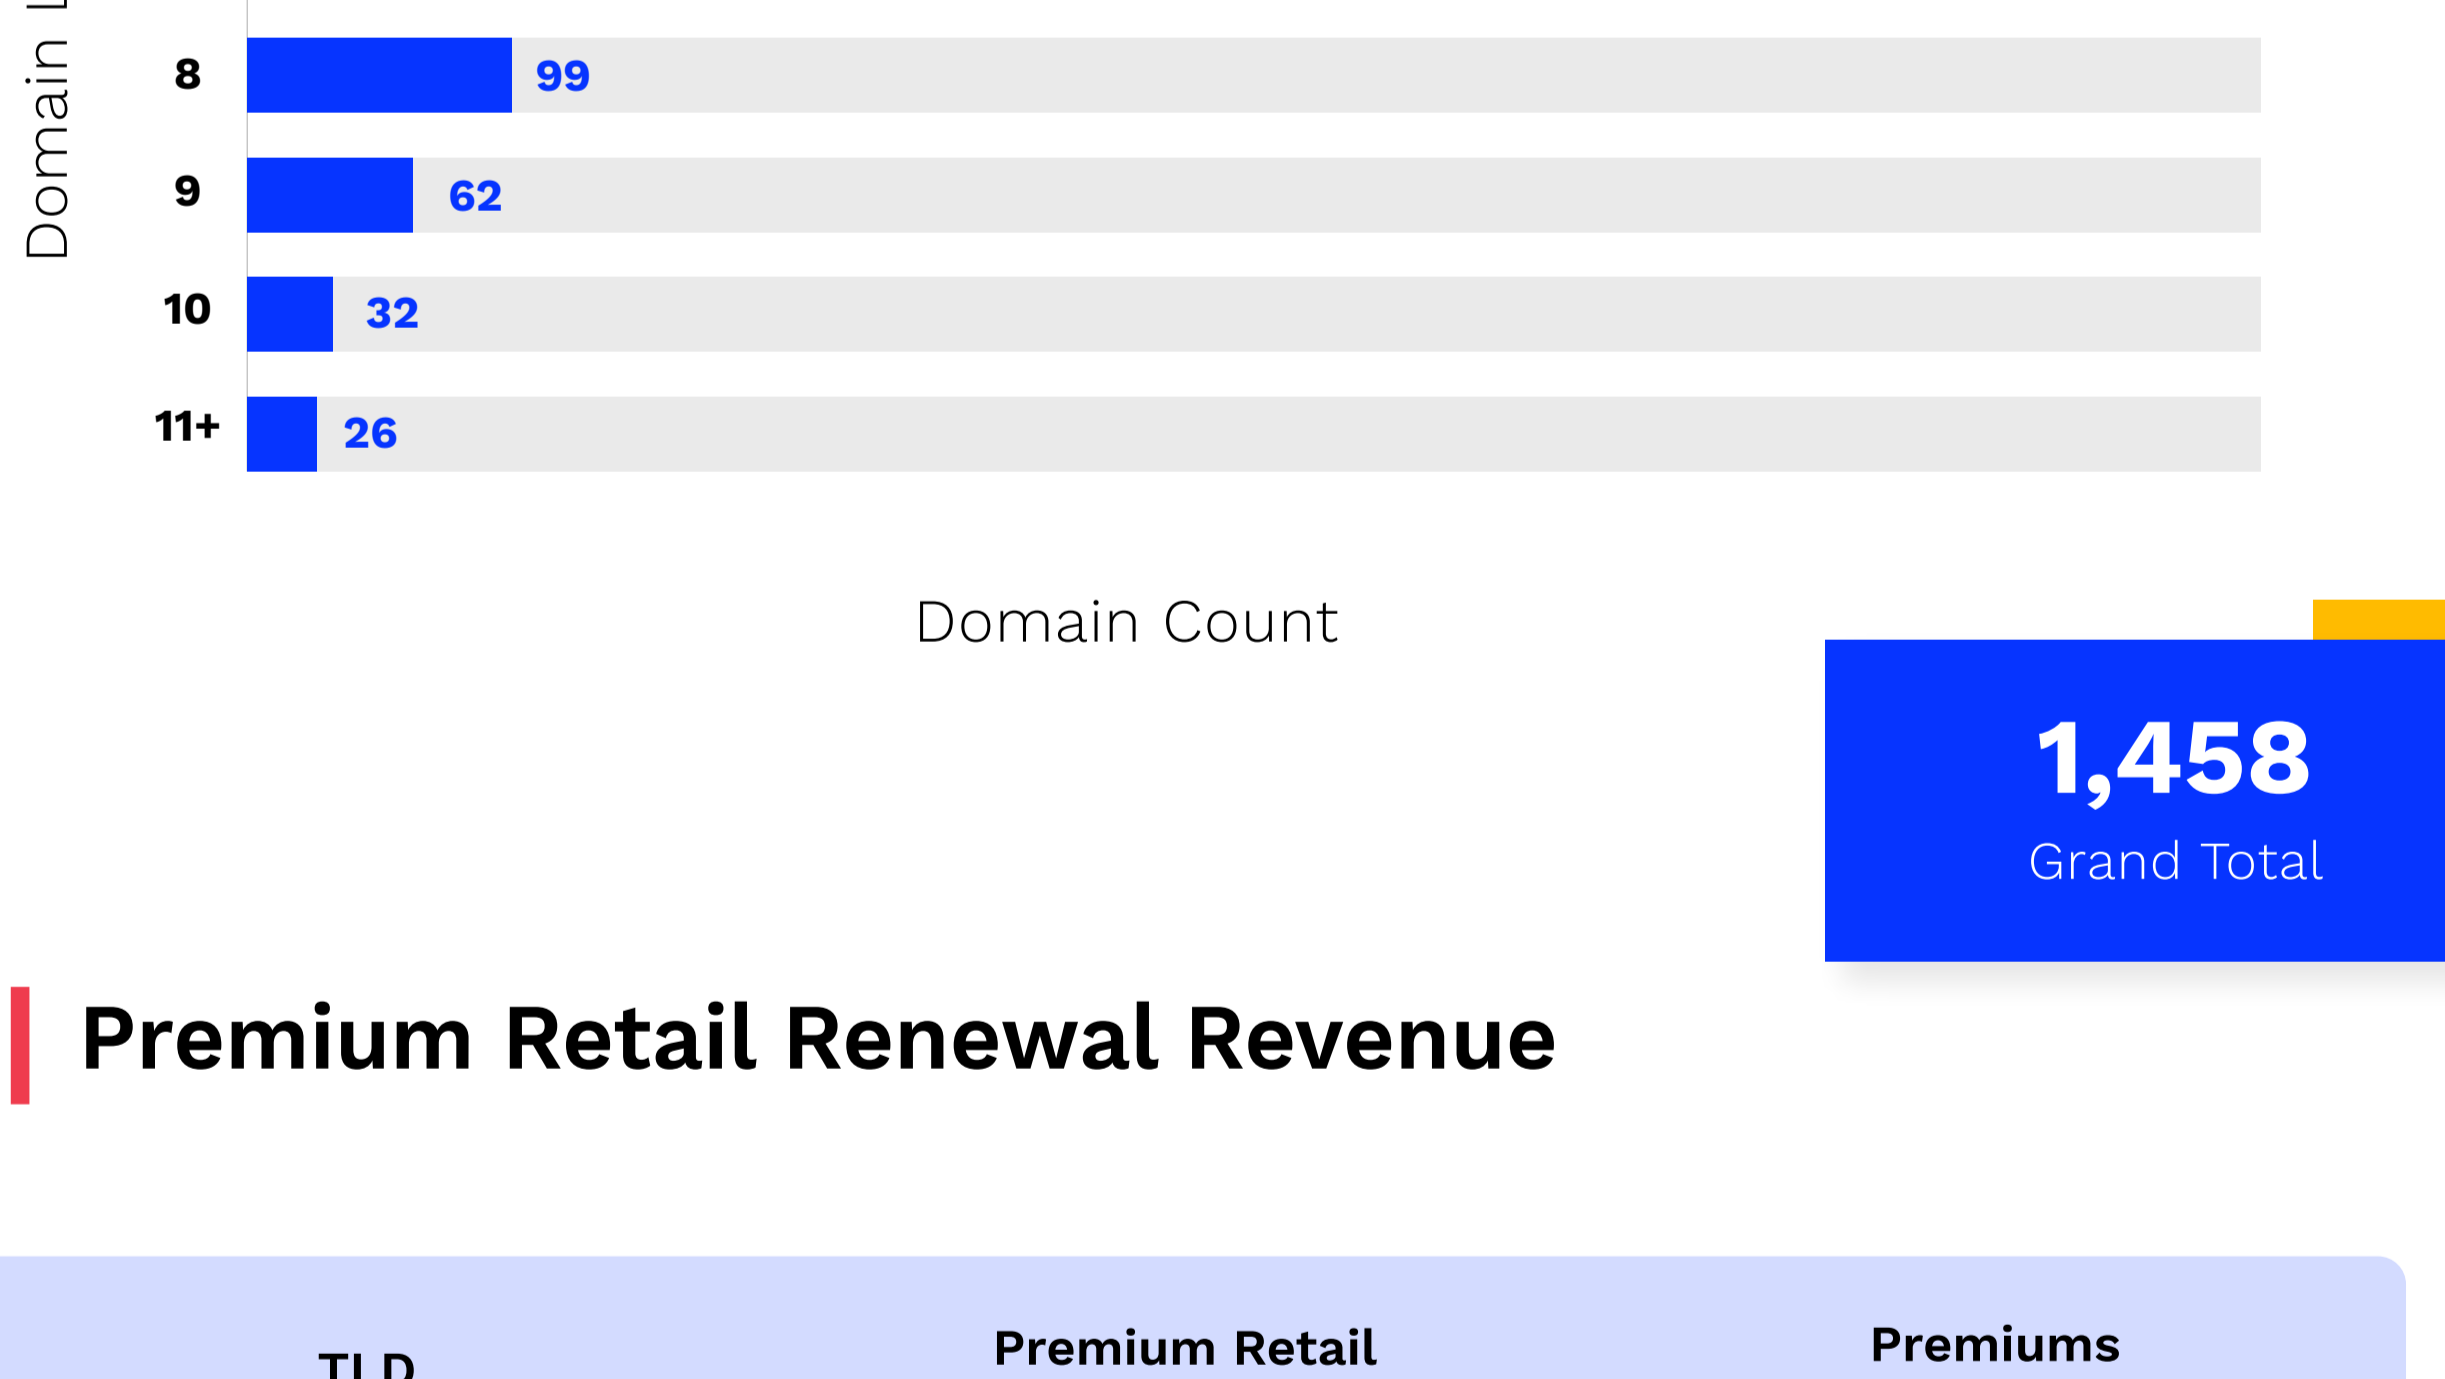 Domain
8 99
9 62
10 32
11+ 26
Domain Count
1,458
Grand Total
Premium Retail Renewal Revenue
TLD Premium Retail Premiums